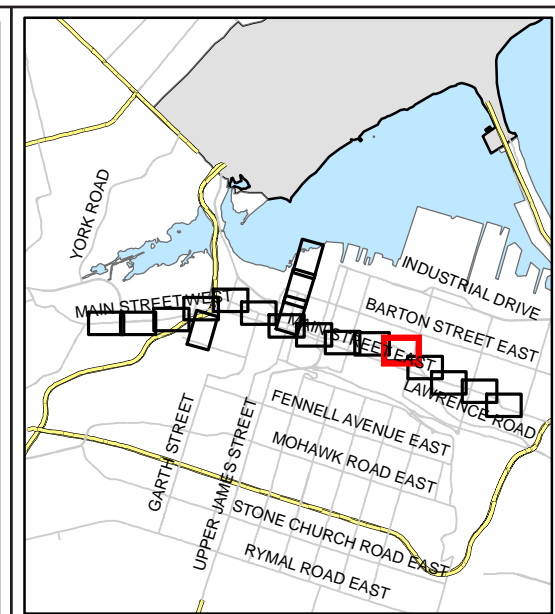 YORK ROAD
INDUSTRIAL DRIVE
MAIN STREET WEST
BARTON STREET EAST
MAIN STREET EAST
LAWRENCE ROAD
FENNELL AVENUE EAST
GARTH STREET
UPPER JAMES STREET
MOHAWK ROAD EAST
STONE CHURCH ROAD EAST
RYMAL ROAD EAST